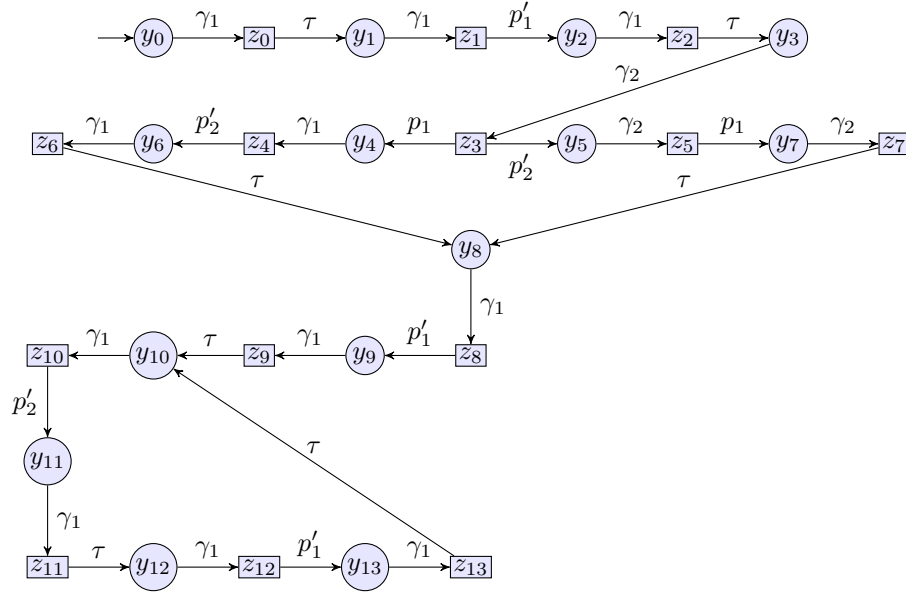 y₀ γ₁ z₀ τ y₁ γ₁ z₁ p′₁ y₂ γ₁ z₂ τ y₃
γ₂
z₆ γ₁ y₆ p′₂ z₄ γ₁ y₄ p₁ z₃ p′₂ y₅ γ₂ z₅ p₁ y₇ γ₂ z₇
τ τ
y₈
γ₁
z₁₀ γ₁ y₁₀ τ z₉ γ₁ y₉ p′₁ z₈
p′₂
τ
y₁₁
γ₁
z₁₁ τ y₁₂ γ₁ z₁₂ p′₁ y₁₃ γ₁ z₁₃